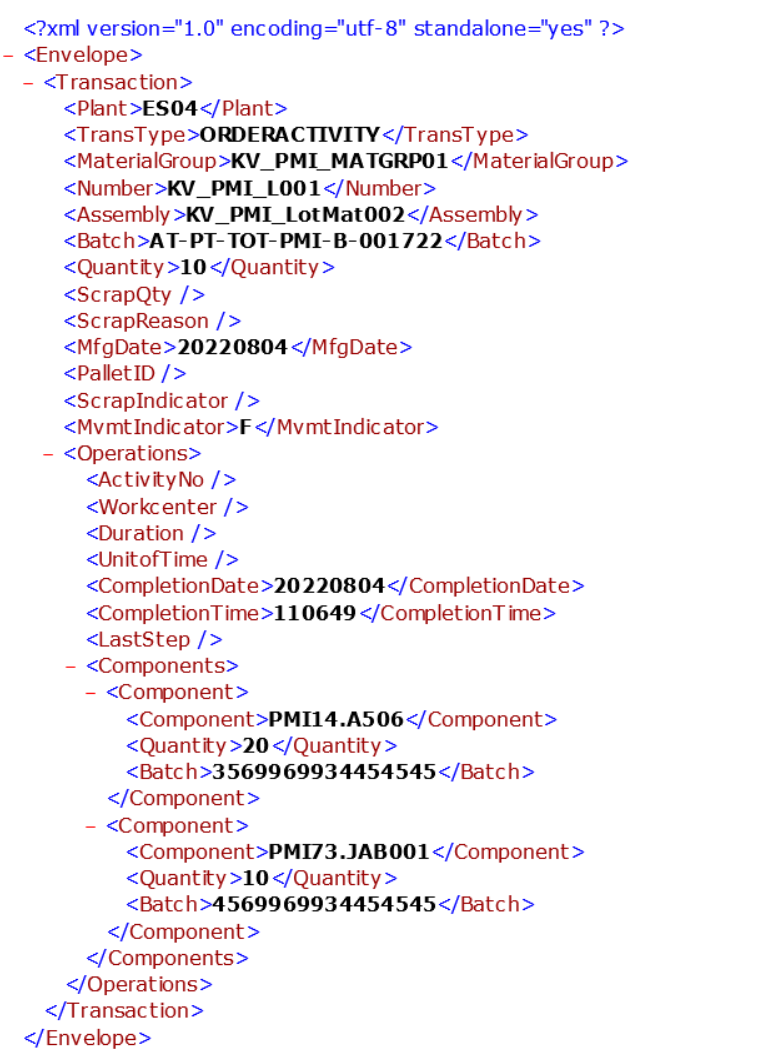 <?xml version="1.0" encoding="utf-8" standalone="yes" ?>
– <Envelope>
– <Transaction>
<Plant>ES04</Plant>
<TransType>ORDERACTIVITY</TransType>
<MaterialGroup>KV_PMI_MATGRP01</MaterialGroup>
<Number>KV_PMI_L001</Number>
<Assembly>KV_PMI_LotMat002</Assembly>
<Batch>AT-PT-TOT-PMI-B-001722</Batch>
<Quantity>10</Quantity>
<ScrapQty />
<ScrapReason />
<MfgDate>20220804</MfgDate>
<PalletID />
<ScrapIndicator />
<MvmtIndicator>F</MvmtIndicator>
– <Operations>
<ActivityNo />
<Workcenter />
<Duration />
<UnitofTime />
<CompletionDate>20220804</CompletionDate>
<CompletionTime>110649</CompletionTime>
<LastStep />
– <Components>
– <Component>
<Component>PMI14.A506</Component>
<Quantity>20</Quantity>
<Batch>3569969934454545</Batch>
</Component>
– <Component>
<Component>PMI73.JAB001</Component>
<Quantity>10</Quantity>
<Batch>4569969934454545</Batch>
</Component>
</Components>
</Operations>
</Transaction>
</Envelope>